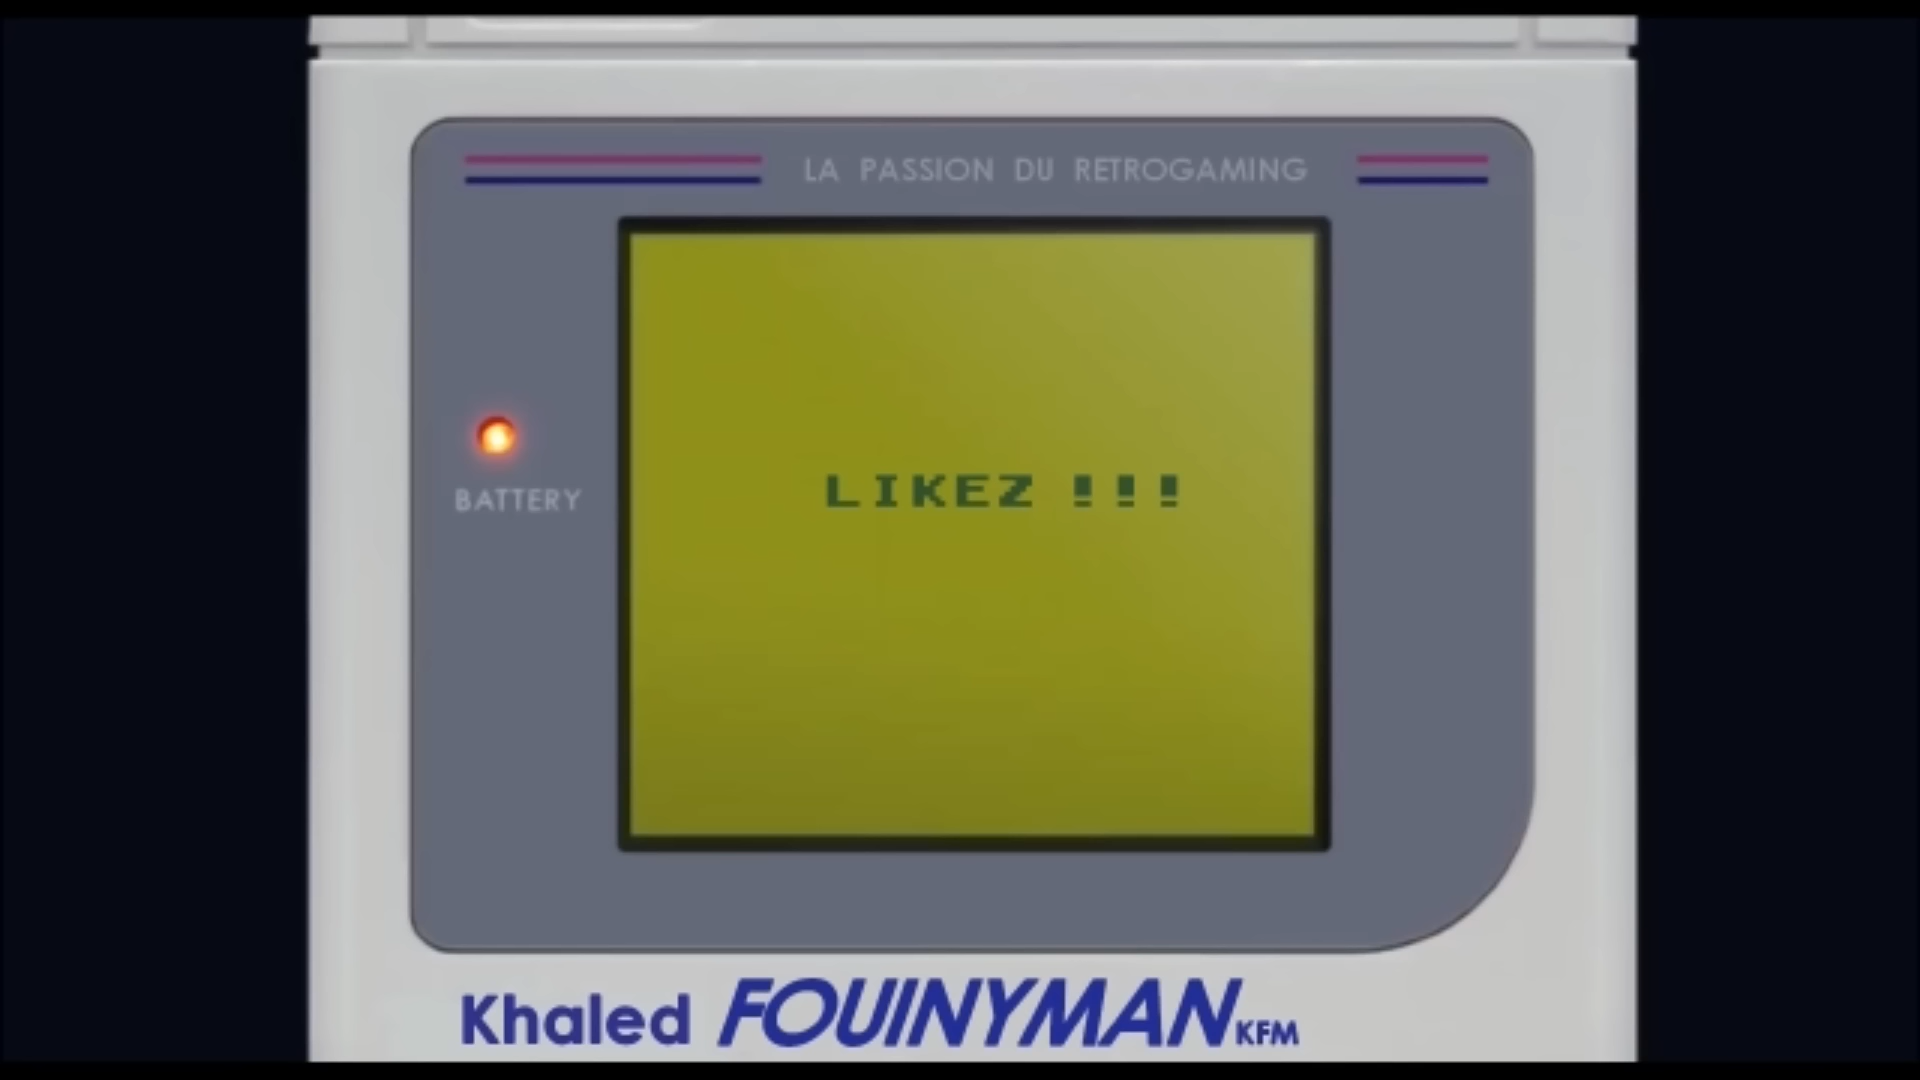 LA PASSION DU RETROGAMING
LIKEZ !!!
BATTERY
Khaled FOUINYMAN KFM